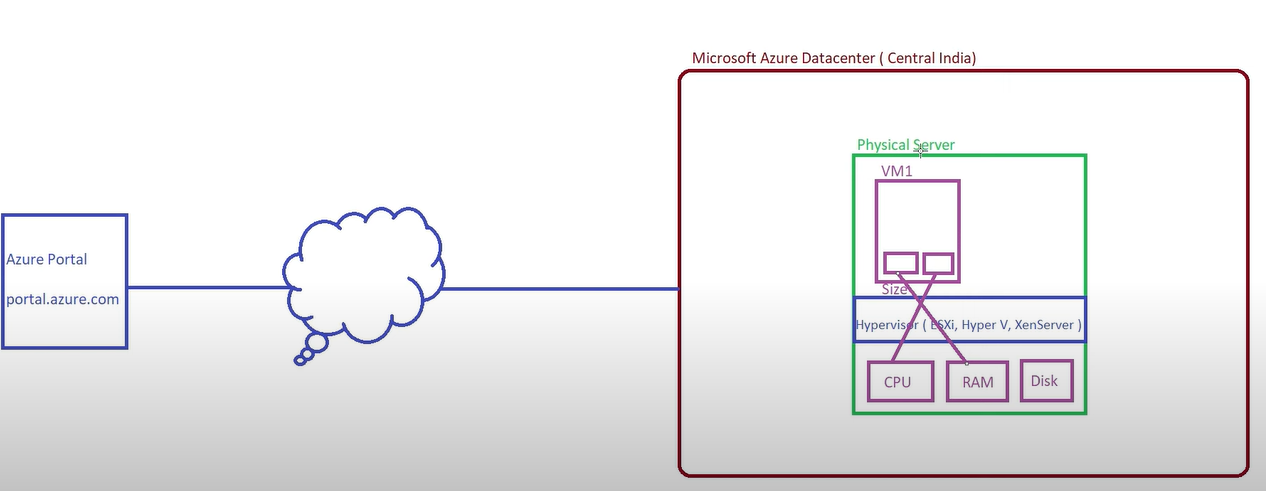 Microsoft Azure Datacenter ( Central India)
Physical Server
VM1
Azure Portal
portal.azure.com
Size
Hypervisor ( ESXi, Hyper V, XenServer )
CPU
RAM
Disk